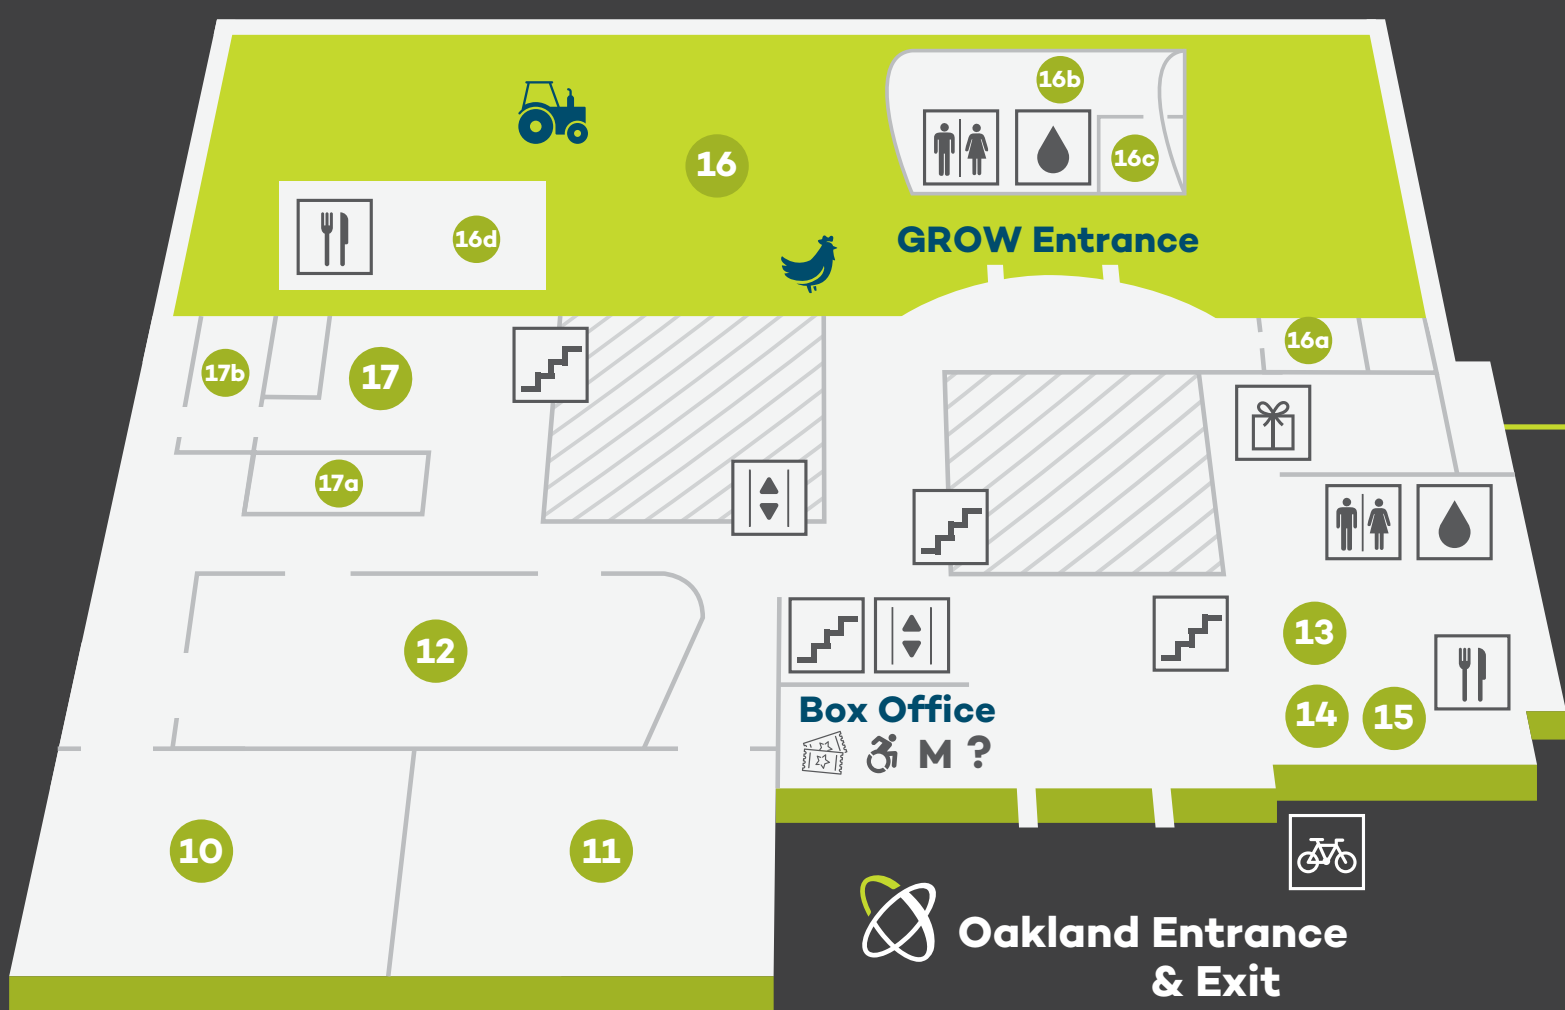 16b
16
16c
16d
GROW Entrance
16a
17b
17
17a
12
13
Box Office
14
15
M ?
10
11
Oakland Entrance
& Exit